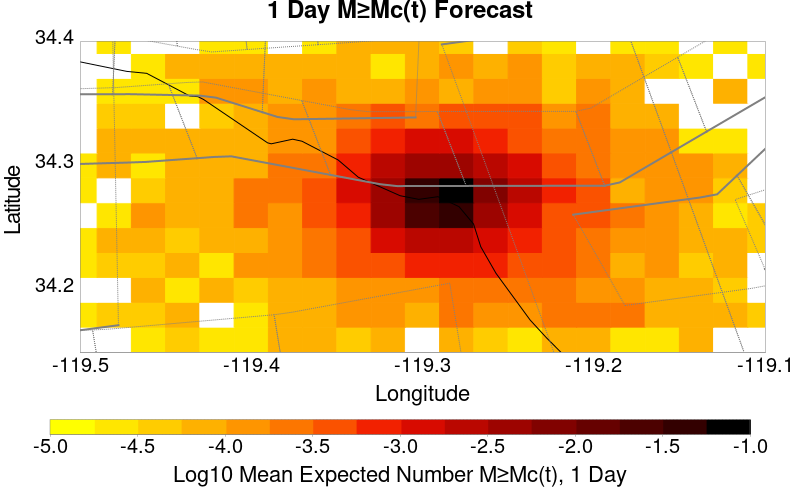 1 Day M≥Mc(t) Forecast
34.4
34.3
34.2
Latitude
-119.5 -119.4 -119.3 -119.2 -119.1
Longitude
-5.0 -4.5 -4.0 -3.5 -3.0 -2.5 -2.0 -1.5 -1.0
Log10 Mean Expected Number M≥Mc(t), 1 Day